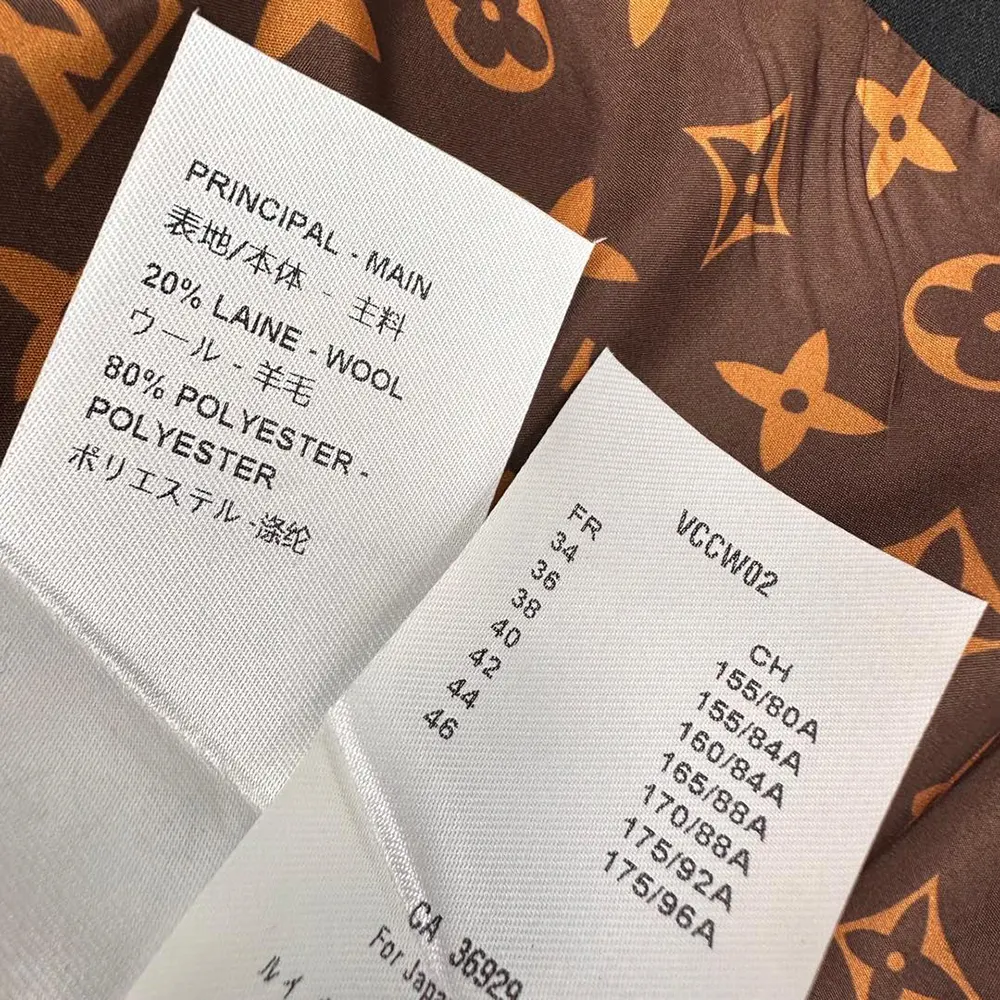 PRINCIPAL - MAIN
表地/本体 - 主料
20% LAINE - WOOL
ウール - 羊毛
80% POLYESTER -
POLYESTER
ポリエステル -涤纶
VCCW02
FR CH
34 155/80A
36 155/84A
38 160/84A
40 165/88A
42 170/88A
44 175/92A
46 175/96A
CA 36929
For Japa
ルイ